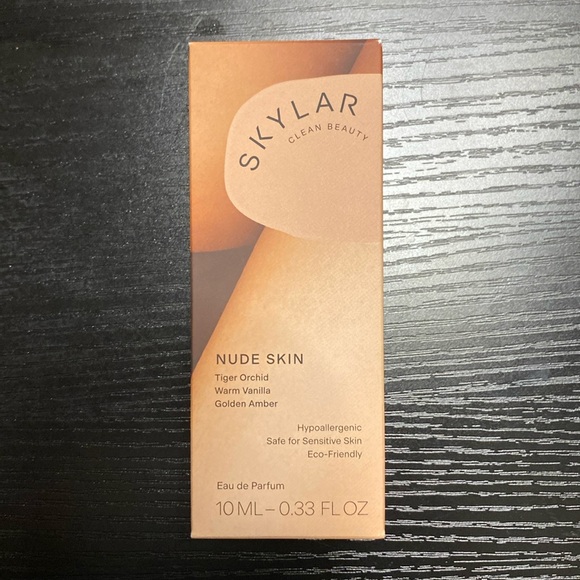 SKYLAR
CLEAN BEAUTY
NUDE SKIN
Tiger Orchid
Warm Vanilla
Golden Amber
Hypoallergenic
Safe for Sensitive Skin
Eco-Friendly
Eau de Parfum
10 ML – 0.33 FL OZ